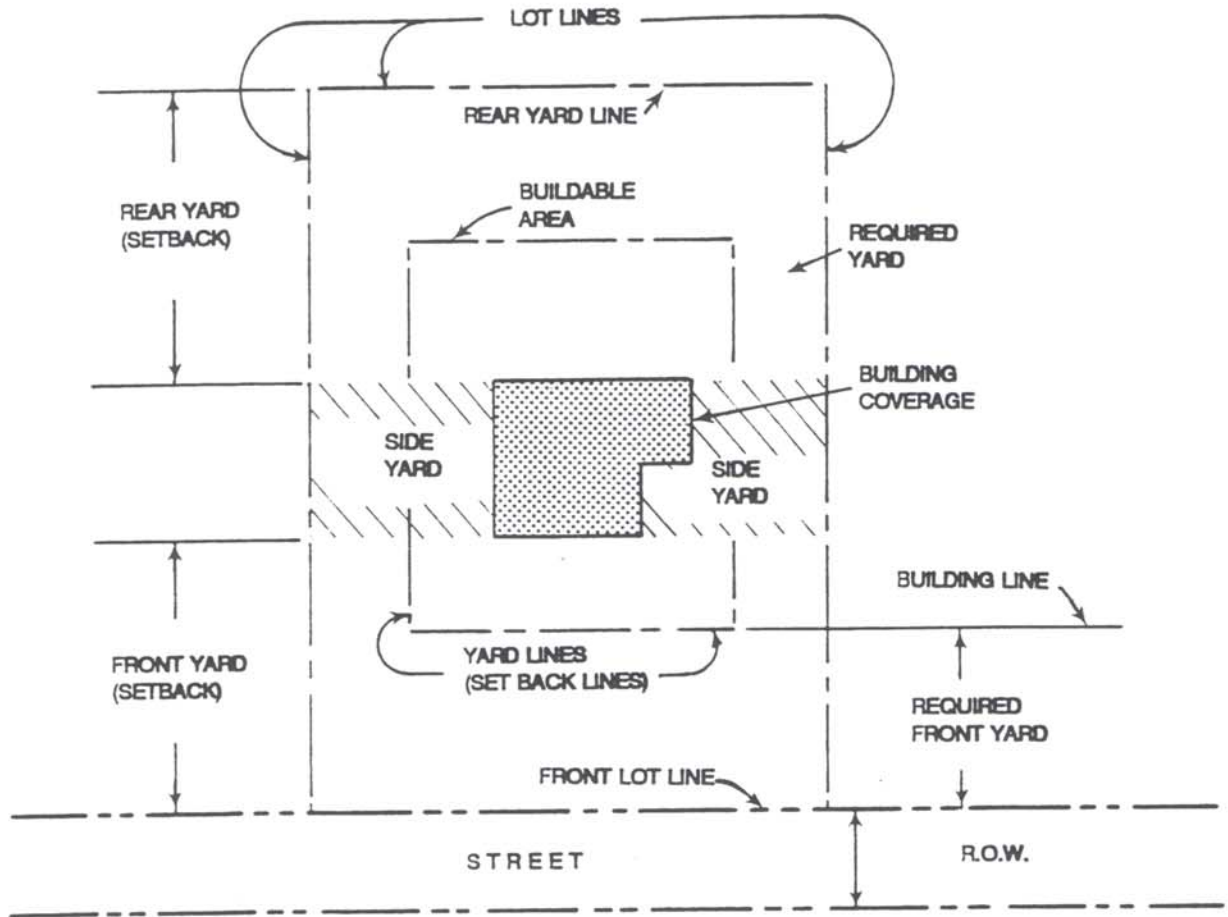 LOT LINES
REAR YARD LINE
BUILDABLE
AREA
REAR YARD
(SETBACK)
REQUIRED
YARD
BUILDING
COVERAGE
SIDE
YARD
SIDE
YARD
BUILDING LINE
YARD LINES
(SET BACK LINES)
FRONT YARD
(SETBACK)
REQUIRED
FRONT YARD
FRONT LOT LINE
STREET
R.O.W.